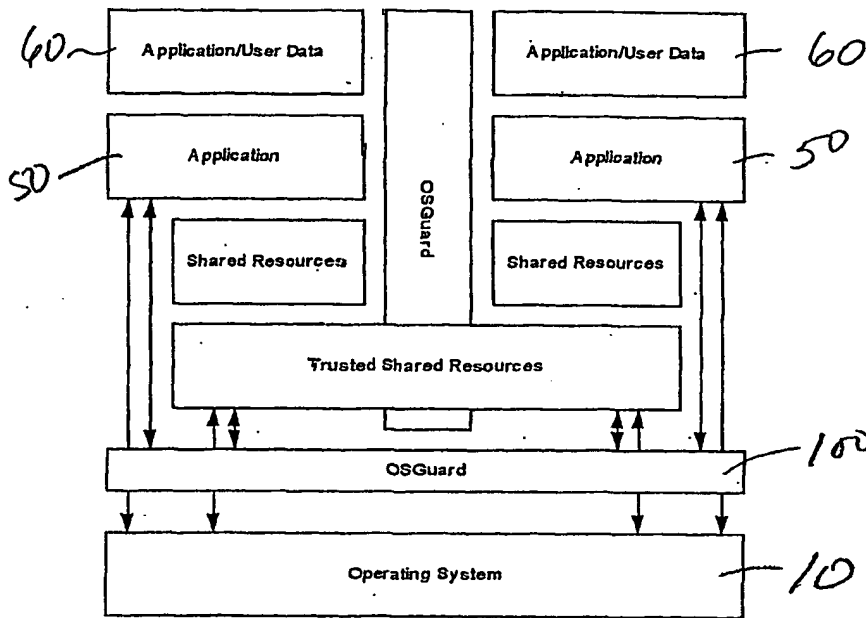 60 Application/User Data Application/User Data 60
50 Application Application 50
OSGuard
Shared Resources Shared Resources
Trusted Shared Resources
OSGuard 100
Operating System 10